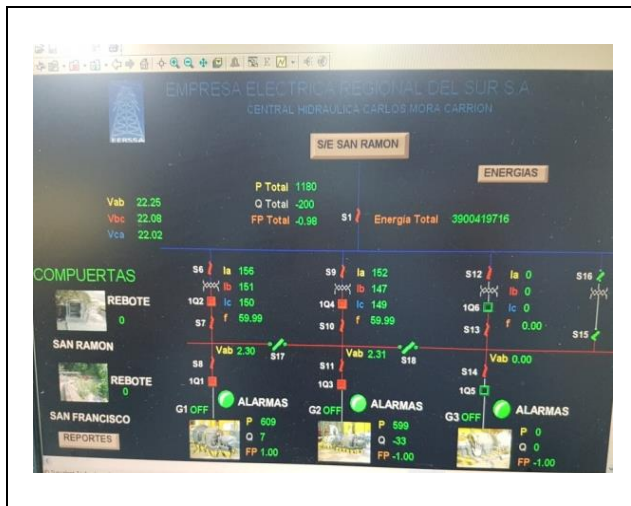 EMPRESA ELECTRICA REGIONAL DEL SUR S.A.
CENTRAL HIDRAULICA CARLOS MORA CARRION
EERSSA
S/E SAN RAMON
ENERGIAS
P Total 1180
Q Total -200
FP Total -0.98
Vab 22.25
Vbc 22.08
Vca 22.02
S1
Energia Total 3900419716
COMPUERTAS
REBOTE
0
SAN RAMON
REBOTE
0
SAN FRANCISCO
REPORTES
S6 Ia 156
Ib 151
1Q2 Ic 150
S7 f 59.99
S9 Ia 152
Ib 147
1Q4 Ic 149
S10 f 59.99
S12 Ia 0
Ib 0
1Q6 Ic 0
S13 f 0.00
S16
S15
Vab 2.30
S17
Vab 2.31
S18
Vab 0.00
S8
1Q1
S11
1Q3
S14
1Q5
ALARMAS
G1 OFF
P 609
Q 7
FP 1.00
ALARMAS
G2 OFF
P 599
Q -33
FP -1.00
ALARMAS
G3 OFF
P 0
Q 0
FP -1.00